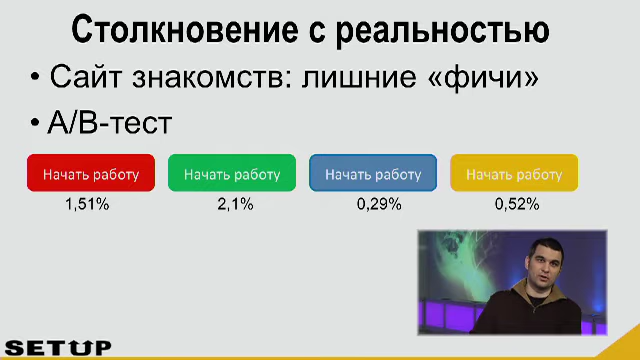 Столкновение с реальностью
• Сайт знакомств: лишние «фичи»
• А/В-тест
Начать работу Начать работу Начать работу Начать работу
1,51% 2,1% 0,29% 0,52%
SETUP